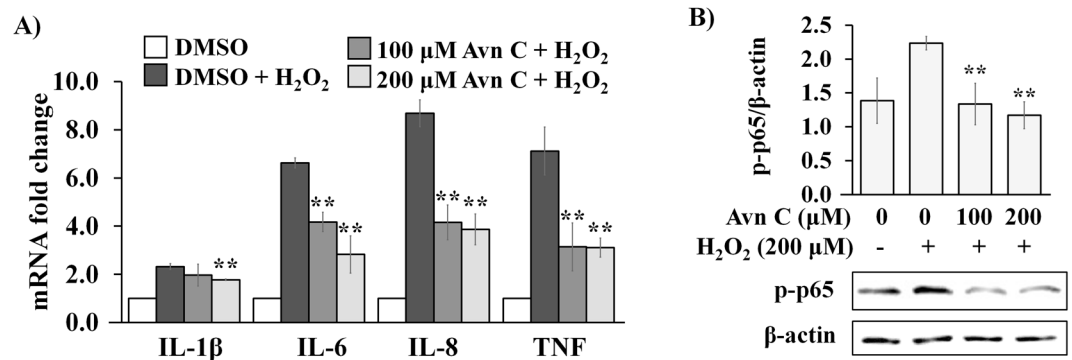 A)
DMSO
DMSO + H₂O₂
100 µM Avn C + H₂O₂
200 µM Avn C + H₂O₂
mRNA fold change
10.0
8.0
6.0
4.0
2.0
0.0
**
** **
** **
** **
IL-1β IL-6 IL-8 TNF
B)
p-p65/β-actin
2.5
2.0
1.5
1.0
0.5
0.0
**
**
Avn C (µM) 0 0 100 200
H₂O₂ (200 µM) - + + +
p-p65
β-actin